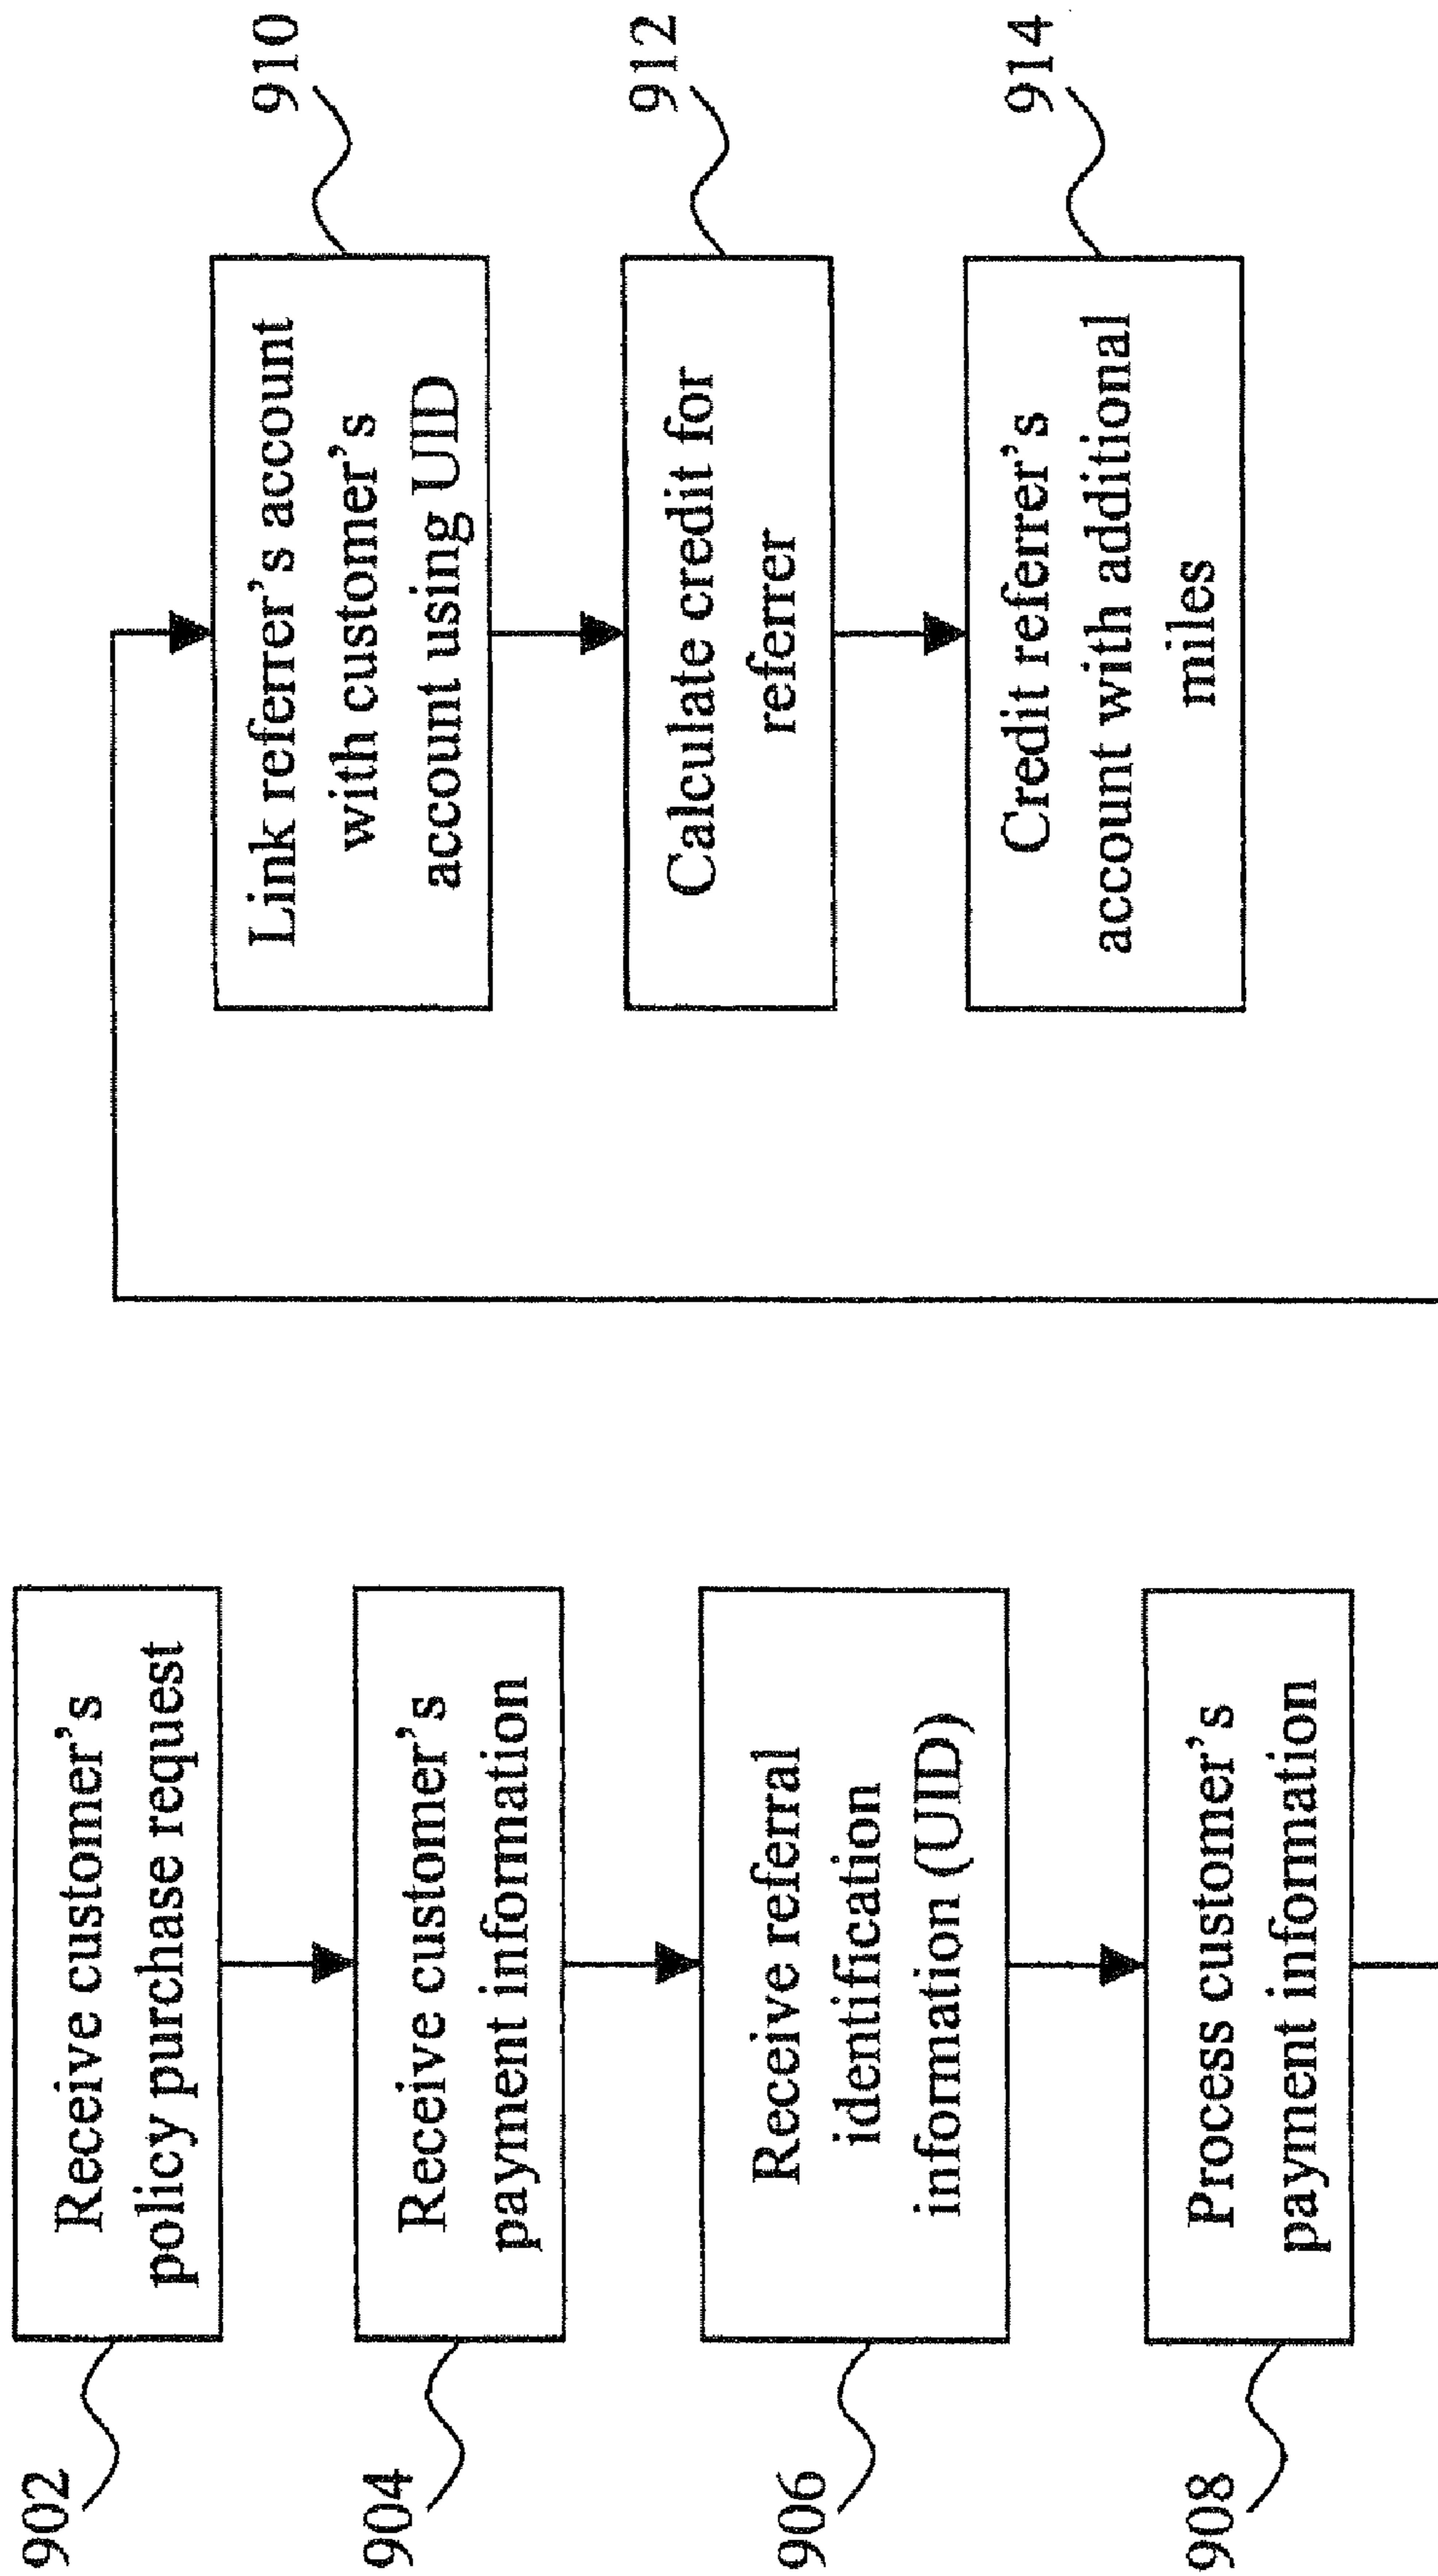 902
Receive customer's
policy purchase request
904
Receive customer's
payment information
906
Receive referral
identification
information (UID)
908
Process customer's
payment information
910
Link referrer's account
with customer's
account using UID
912
Calculate credit for
referrer
914
Credit referrer's
account with additional
miles